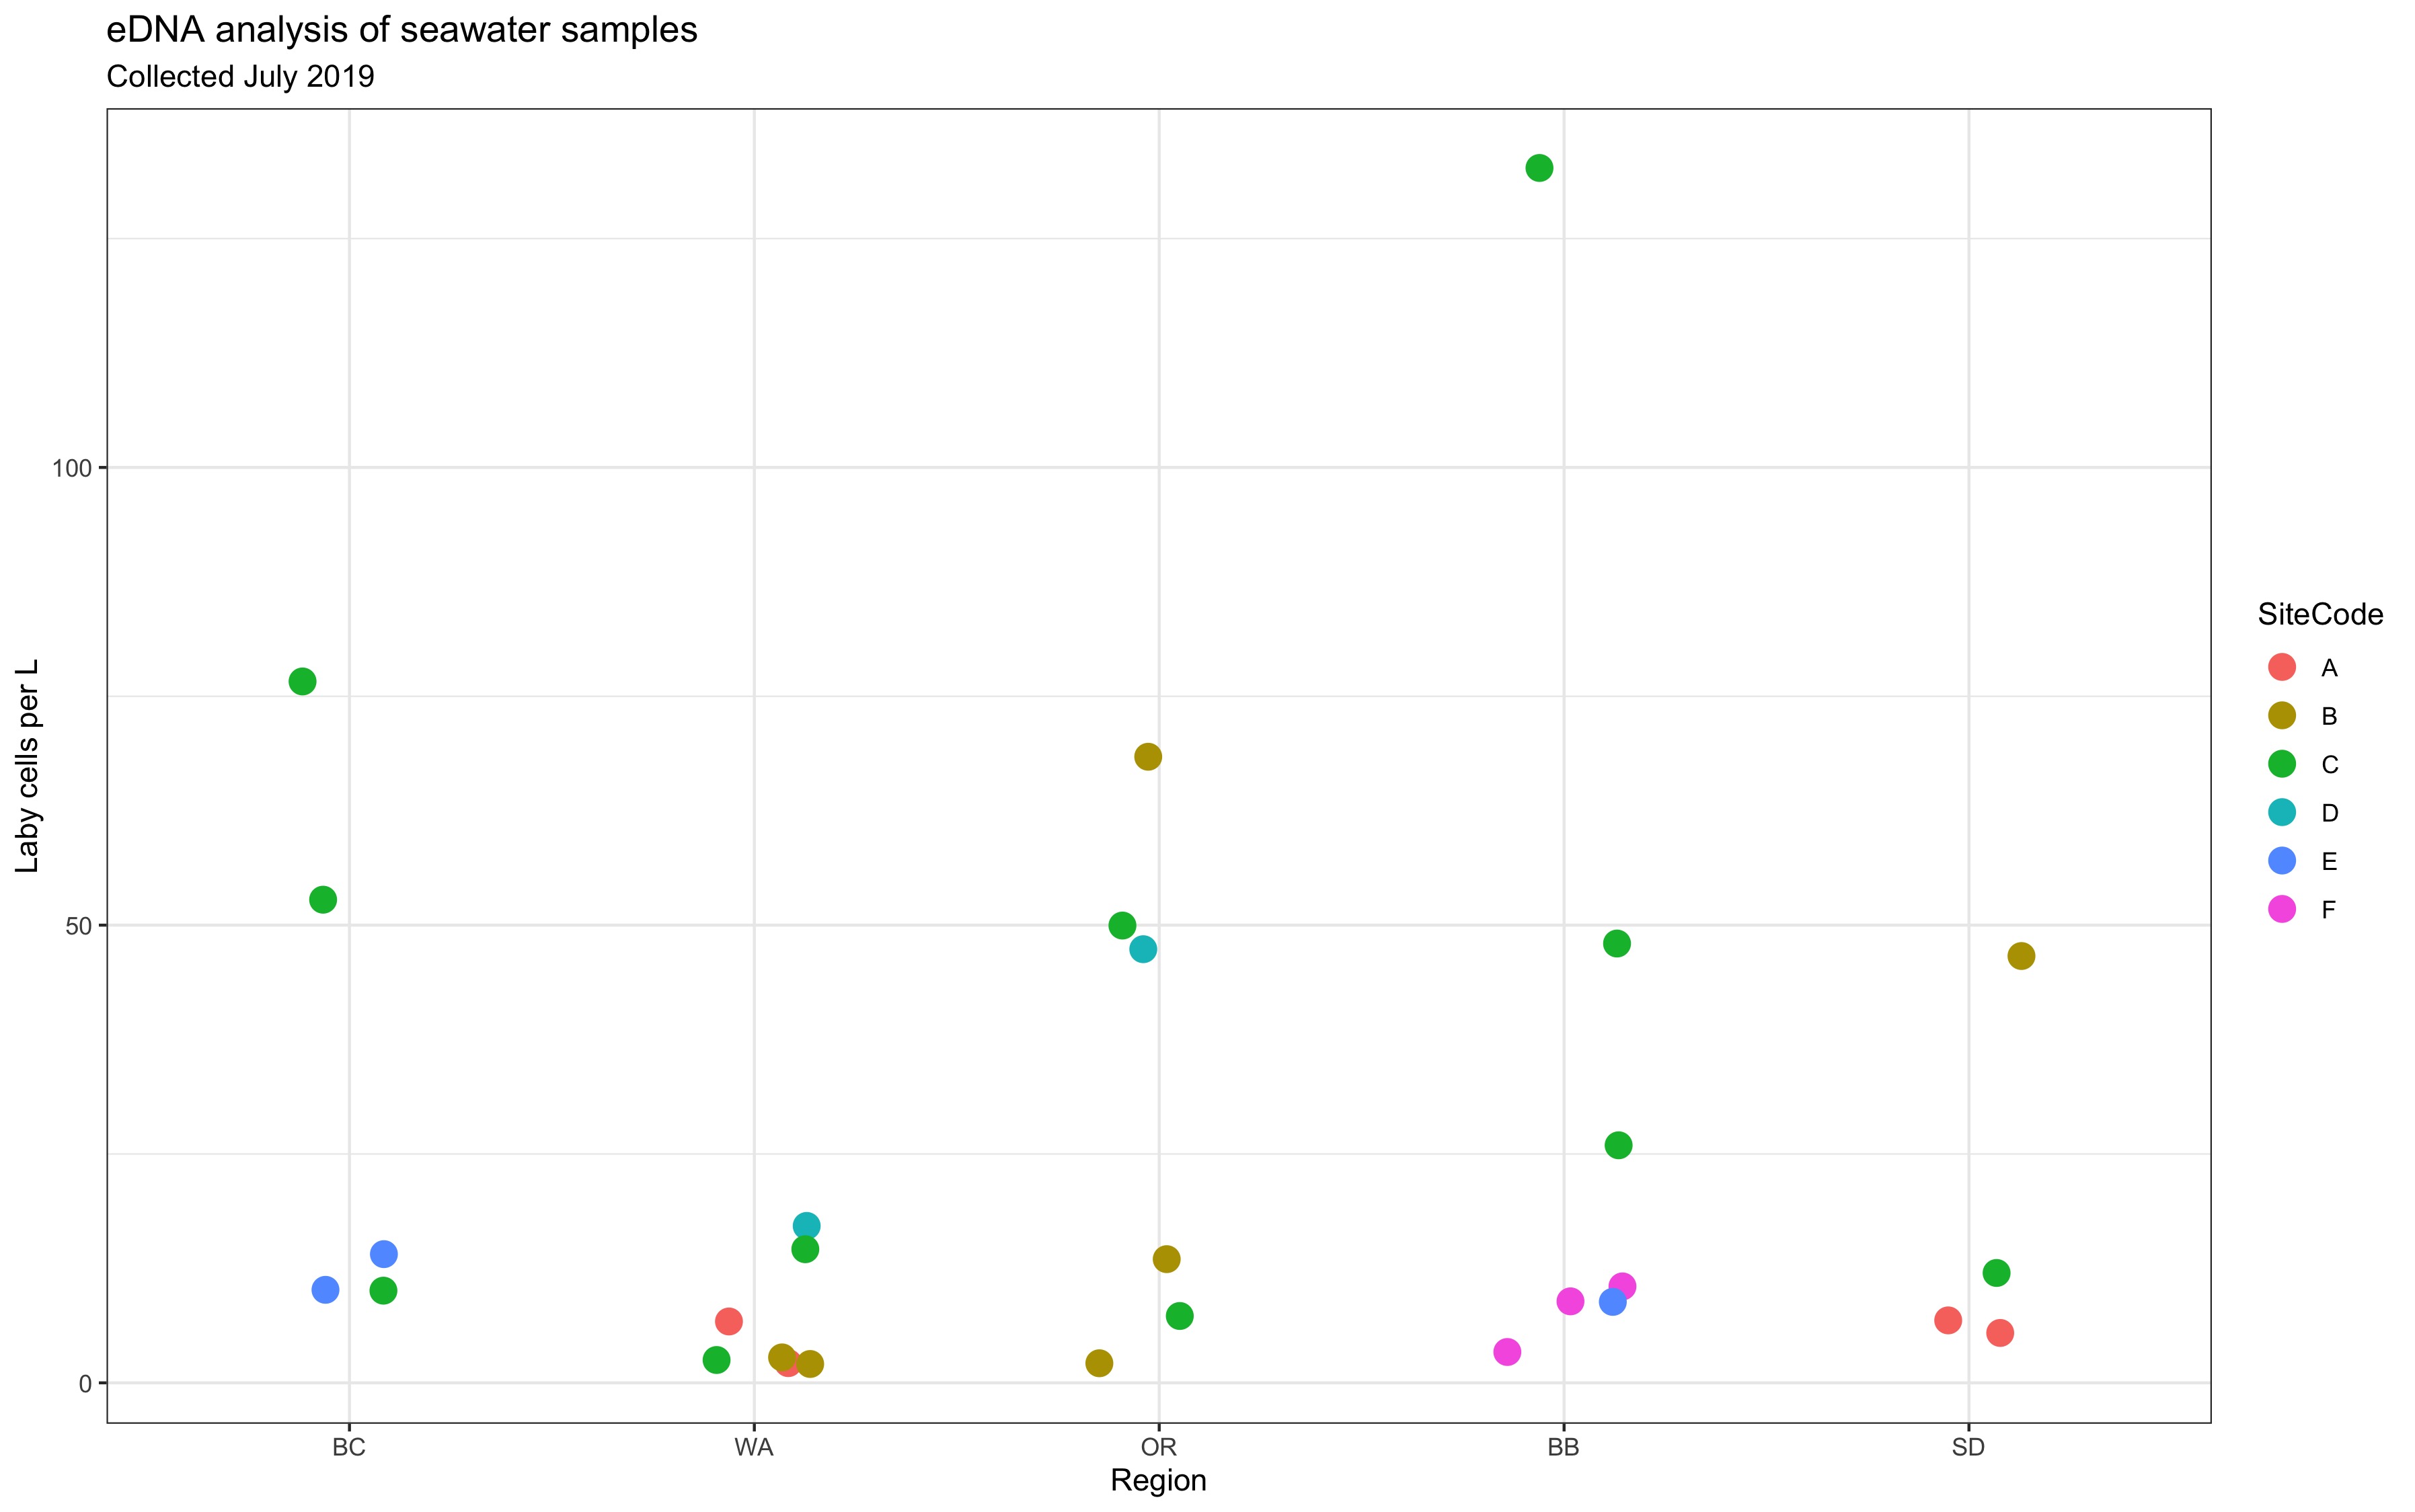 eDNA analysis of seawater samples
Collected July 2019
Laby cells per L
100
50
0
BC
WA
OR
BB
SD
Region
SiteCode
A
B
C
D
E
F